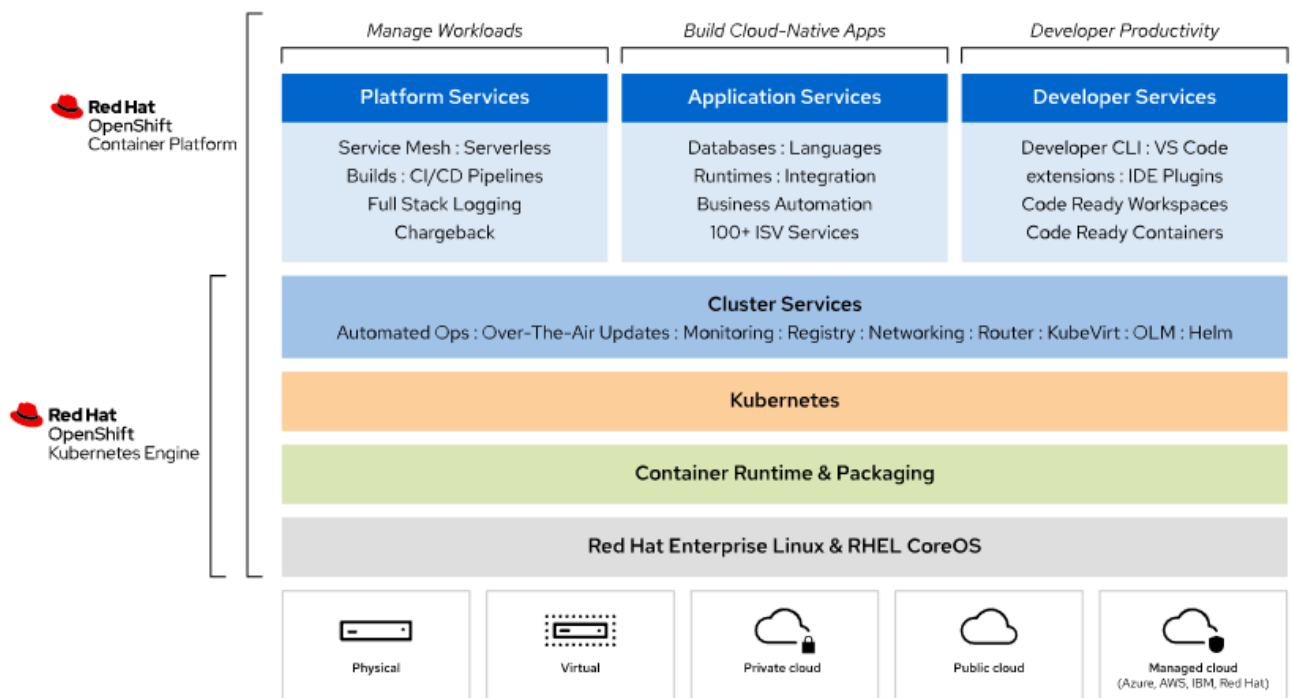 Manage Workloads
Build Cloud-Native Apps
Developer Productivity
Red Hat
OpenShift
Container Platform
Platform Services
Service Mesh : Serverless
Builds : CI/CD Pipelines
Full Stack Logging
Chargeback
Application Services
Databases : Languages
Runtimes : Integration
Business Automation
100+ ISV Services
Developer Services
Developer CLI : VS Code
extensions : IDE Plugins
Code Ready Workspaces
Code Ready Containers
Red Hat
OpenShift
Kubernetes Engine
Cluster Services
Automated Ops : Over-The-Air Updates : Monitoring : Registry : Networking : Router : KubeVirt : OLM : Helm
Kubernetes
Container Runtime & Packaging
Red Hat Enterprise Linux & RHEL CoreOS
Physical
Virtual
Private cloud
Public cloud
Managed cloud
(Azure, AWS, IBM, Red Hat)